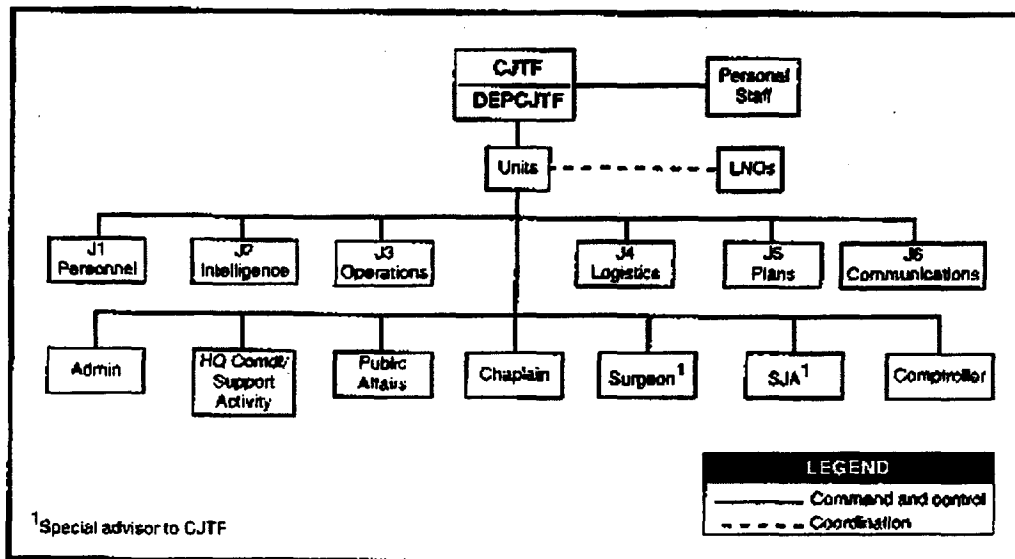 CJTF
DEPCJTF
Personal
Staff
Units
LNOs
J1
Personnel
J2
Intelligence
J3
Operations
J4
Logistics
J5
Plans
J6
Communications
Admin
HQ Comdt/
Support
Activity
Public
Affairs
Chaplain
Surgeon¹
SJA¹
Comptroller
LEGEND
Command and control
Coordination
¹Special advisor to CJTF